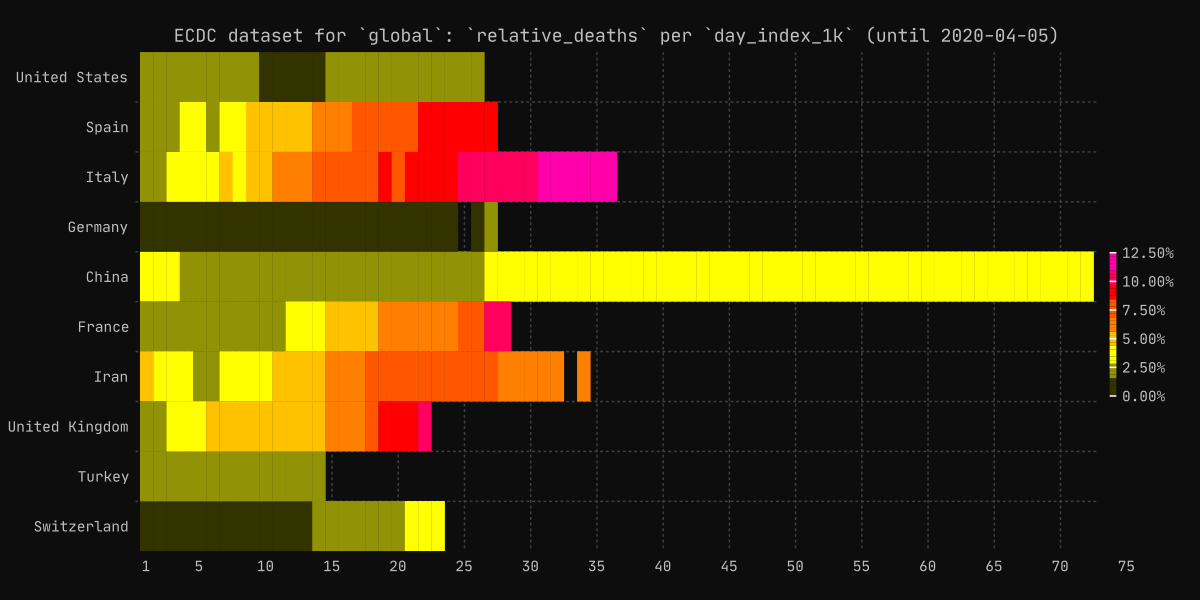 ECDC dataset for `global`: `relative_deaths` per `day_index_1k` (until 2020-04-05)
United States
Spain
Italy
Germany
China
France
Iran
United Kingdom
Turkey
Switzerland
12.50%
10.00%
7.50%
5.00%
2.50%
0.00%
1 5 10 15 20 25 30 35 40 45 50 55 60 65 70 75